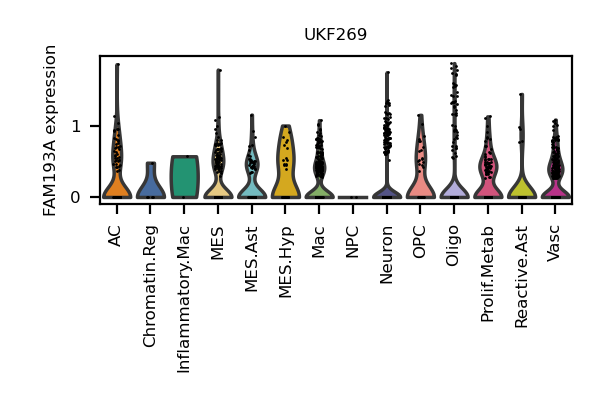 UKF269
FAM193A expression
1
0
AC
Chromatin.Reg
Inflammatory.Mac
MES
MES.Ast
MES.Hyp
Mac
NPC
Neuron
OPC
Oligo
Prolif.Metab
Reactive.Ast
Vasc